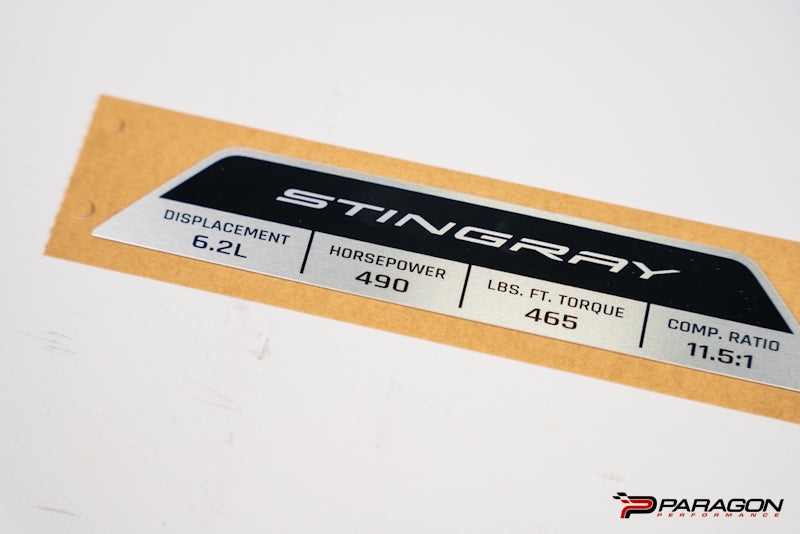 STINGRAY
DISPLACEMENT
6.2L
HORSEPOWER
490
LBS. FT. TORQUE
465
COMP. RATIO
11.5:1
PARAGON
PERFORMANCE